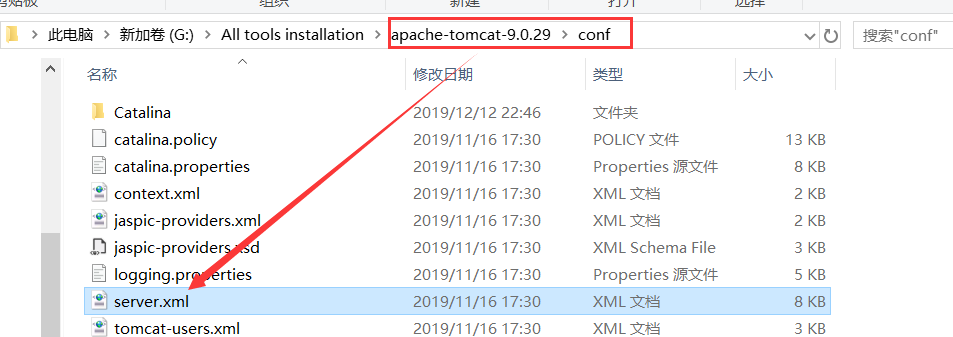 剪贴板 组织 新建 打开 选择
此电脑 > 新加卷 (G:) > All tools installation > apache-tomcat-9.0.29 > conf 搜索"conf"
名称 修改日期 类型 大小
Catalina 2019/12/12 22:46 文件夹
catalina.policy 2019/11/16 17:30 POLICY 文件 13 KB
catalina.properties 2019/11/16 17:30 Properties 源文件 8 KB
context.xml 2019/11/16 17:30 XML 文档 2 KB
jaspic-providers.xml 2019/11/16 17:30 XML 文档 2 KB
jaspic-providers.xsd 2019/11/16 17:30 XML Schema File 3 KB
logging.properties 2019/11/16 17:30 Properties 源文件 5 KB
server.xml 2019/11/16 17:30 XML 文档 8 KB
tomcat-users.xml 2019/11/16 17:30 XML 文档 3 KB